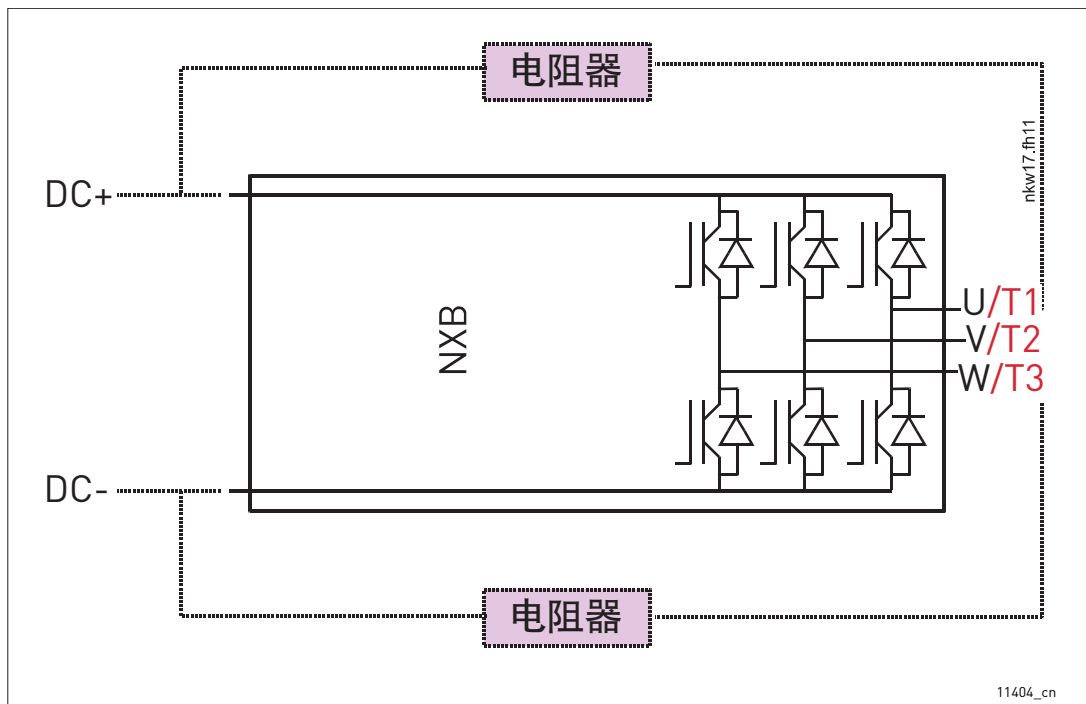 电阻器
nkw17.fh11
DC+
NXB
U/T1
V/T2
W/T3
DC-
电阻器
11404_cn